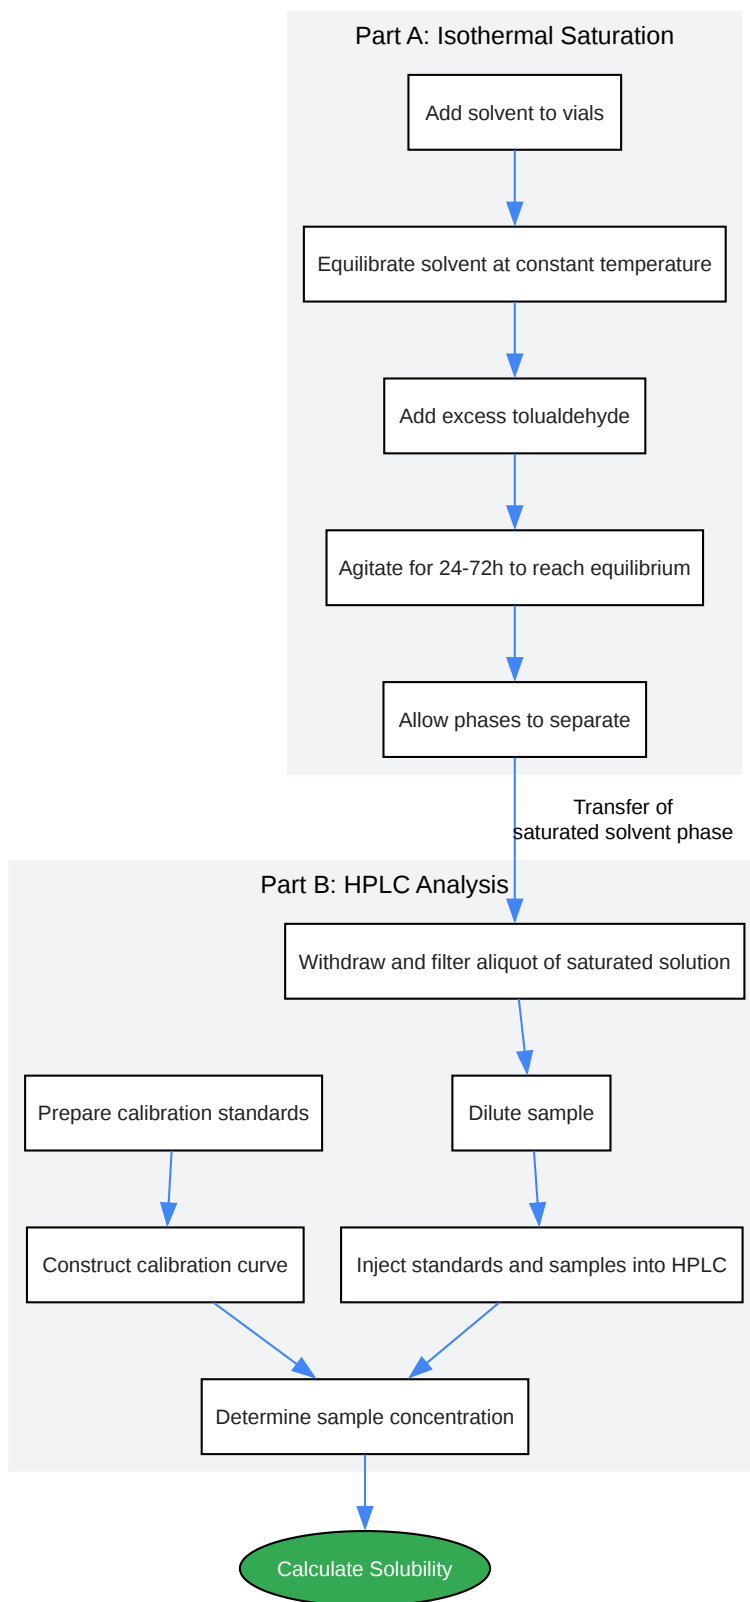 Part A: Isothermal Saturation
Add solvent to vials
Equilibrate solvent at constant temperature
Add excess tolualdehyde
Agitate for 24-72h to reach equilibrium
Allow phases to separate
Transfer of
saturated solvent phase
Part B: HPLC Analysis
Withdraw and filter aliquot of saturated solution
Prepare calibration standards
Dilute sample
Construct calibration curve
Inject standards and samples into HPLC
Determine sample concentration
Calculate Solubility